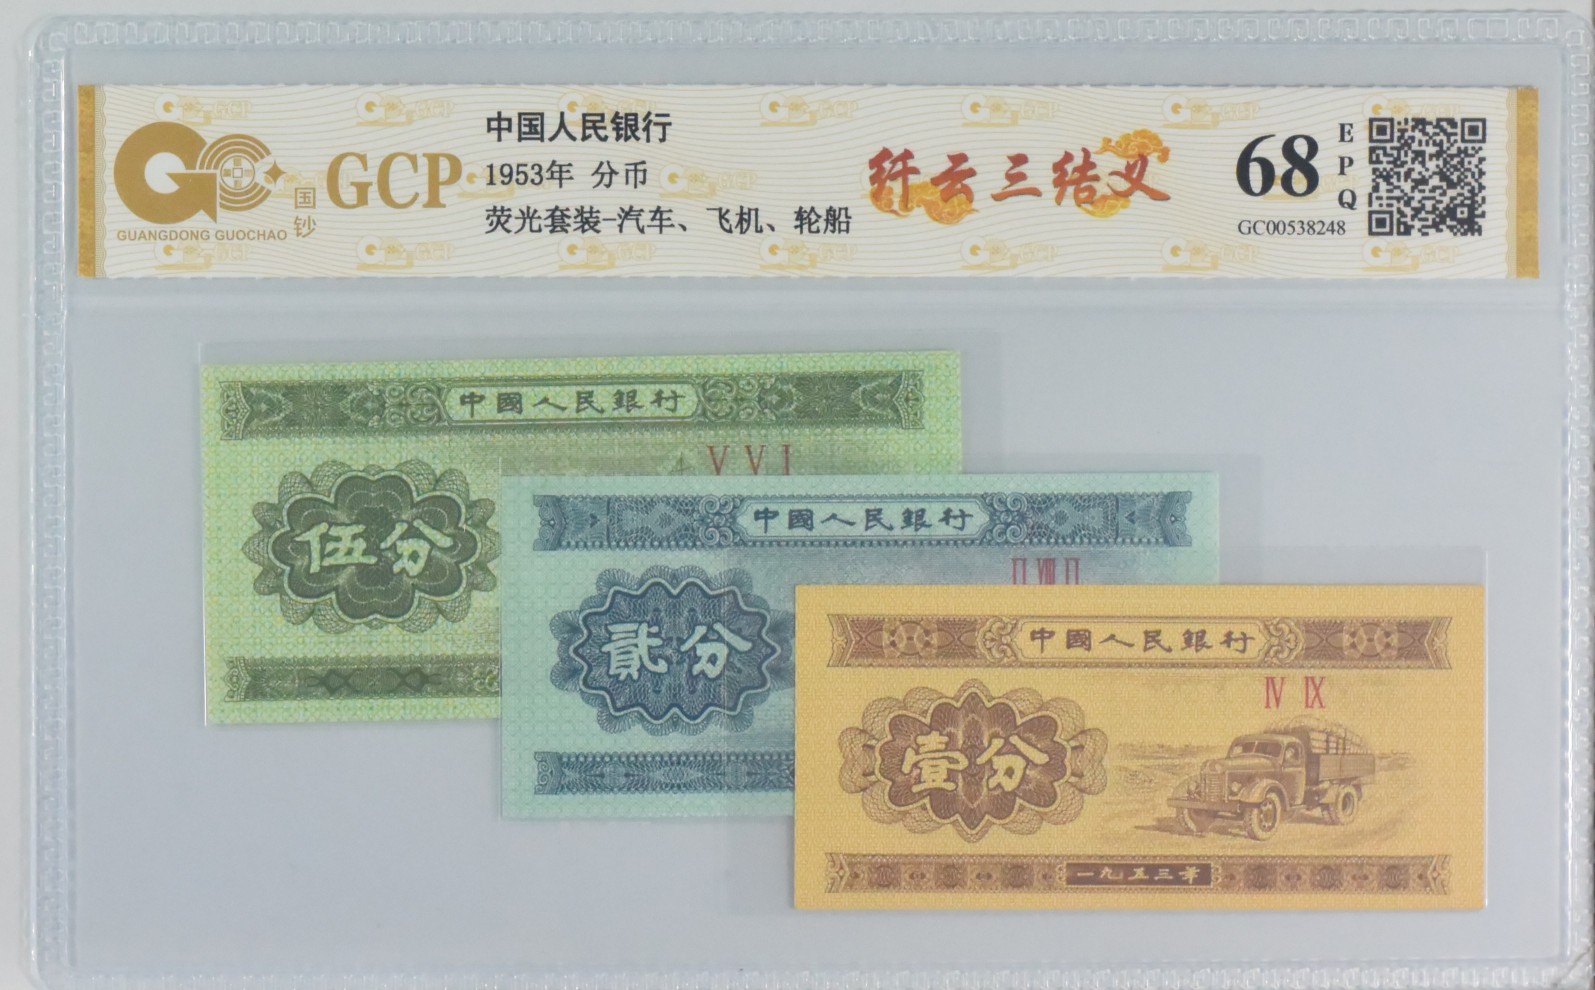 GCP
国钞
GUANGDONG GUOCHAO
中国人民银行
1953年 分币
荧光套装-汽车、飞机、轮船
纤云三结义
68
EPQ
GC00538248
中國人民銀行
V V I
伍分
中國人民銀行
II VIII II
貳分
中國人民銀行
IV IX
壹分
一九五三年